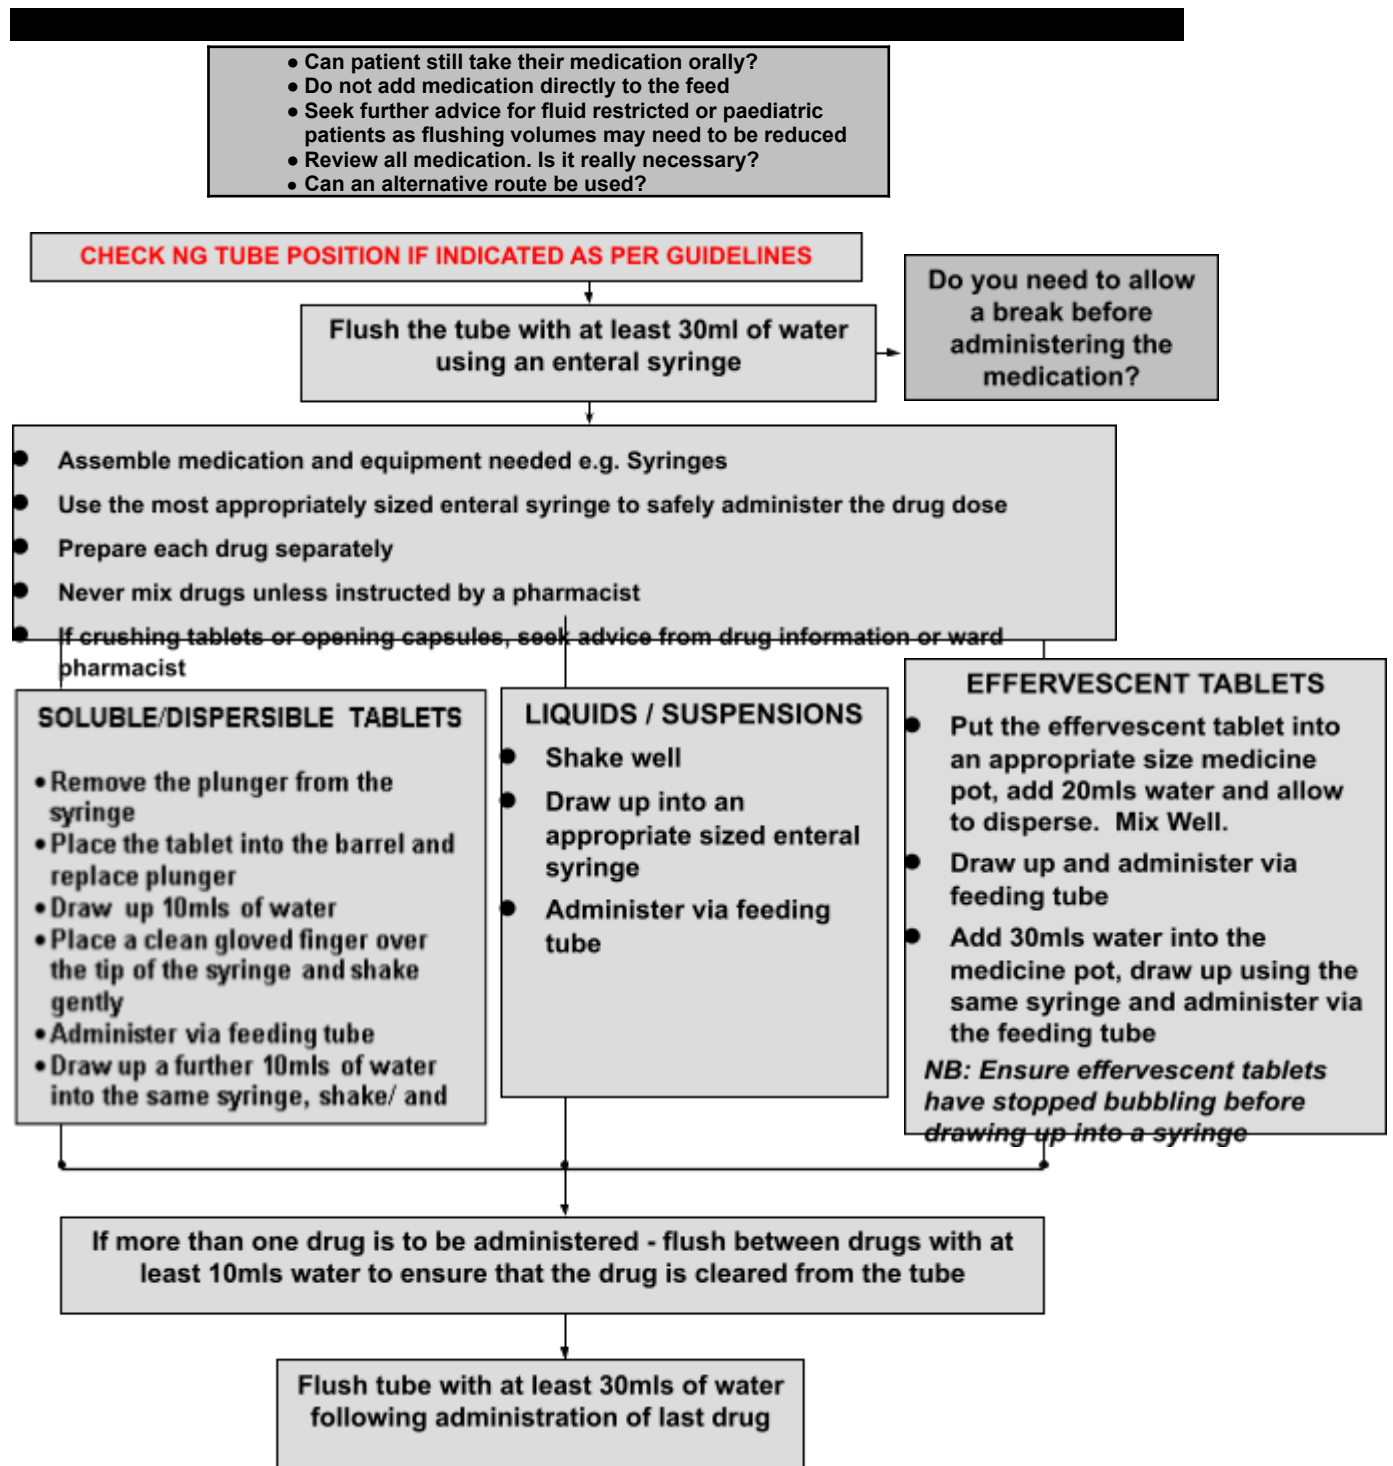 ● Can patient still take their medication orally?
● Do not add medication directly to the feed
● Seek further advice for fluid restricted or paediatric
patients as flushing volumes may need to be reduced
● Review all medication. Is it really necessary?
● Can an alternative route be used?
CHECK NG TUBE POSITION IF INDICATED AS PER GUIDELINES
Flush the tube with at least 30ml of water
using an enteral syringe
Do you need to allow
a break before
administering the
medication?
● Assemble medication and equipment needed e.g. Syringes
● Use the most appropriately sized enteral syringe to safely administer the drug dose
● Prepare each drug separately
● Never mix drugs unless instructed by a pharmacist
● If crushing tablets or opening capsules, seek advice from drug information or ward
pharmacist
SOLUBLE/DISPERSIBLE TABLETS
• Remove the plunger from the
syringe
• Place the tablet into the barrel and
replace plunger
• Draw up 10mls of water
• Place a clean gloved finger over
the tip of the syringe and shake
gently
• Administer via feeding tube
• Draw up a further 10mls of water
into the same syringe, shake/ and
LIQUIDS / SUSPENSIONS
● Shake well
● Draw up into an
appropriate sized enteral
syringe
● Administer via feeding
tube
EFFERVESCENT TABLETS
● Put the effervescent tablet into
an appropriate size medicine
pot, add 20mls water and allow
to disperse. Mix Well.
● Draw up and administer via
feeding tube
● Add 30mls water into the
medicine pot, draw up using the
same syringe and administer via
the feeding tube
NB: Ensure effervescent tablets
have stopped bubbling before
drawing up into a syringe
If more than one drug is to be administered - flush between drugs with at
least 10mls water to ensure that the drug is cleared from the tube
Flush tube with at least 30mls of water
following administration of last drug